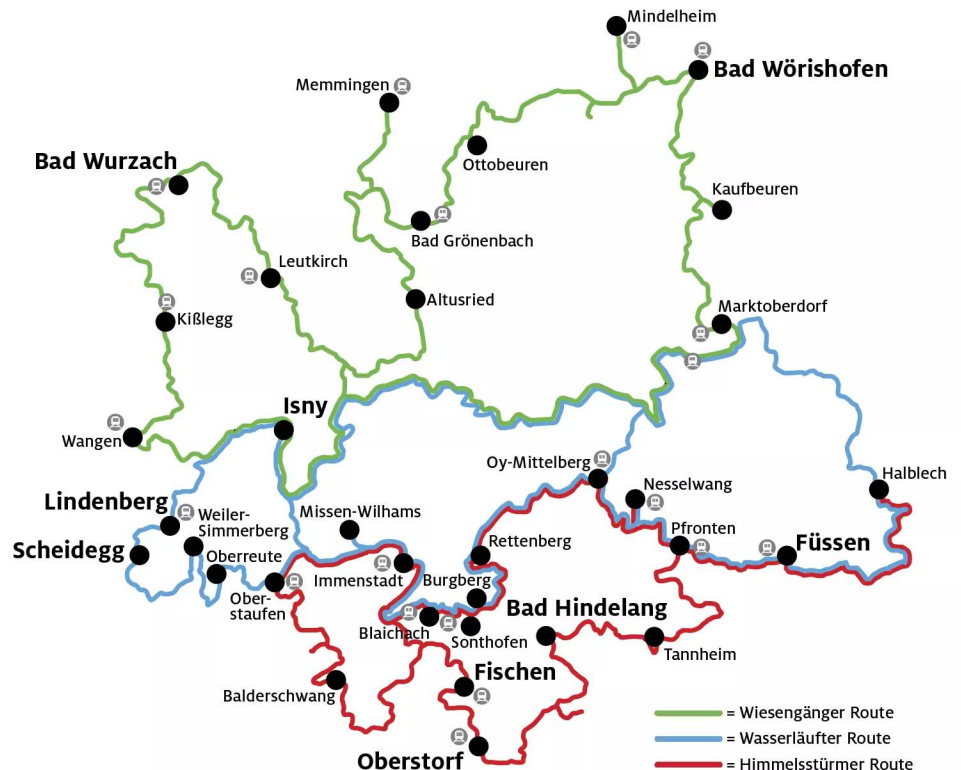 Mindelheim
Bad Wörishofen
Memmingen
Ottobeuren
Bad Wurzach
Kaufbeuren
Bad Grönenbach
Leutkirch
Altusried
Marktoberdorf
Kißlegg
Isny
Wangen
Oy-Mittelberg
Nesselwang
Halblech
Lindenberg
Weiler-
Simmerberg
Missen-Wilhams
Pfronten
Füssen
Scheidegg
Oberreute
Rettenberg
Immenstadt
Burgberg
Ober-
staufen
Bad Hindelang
Blaichach
Sonthofen
Tannheim
Fischen
Balderschwang
Oberstorf
= Wiesengänger Route
= Wasserläufter Route
= Himmelsstürmer Route